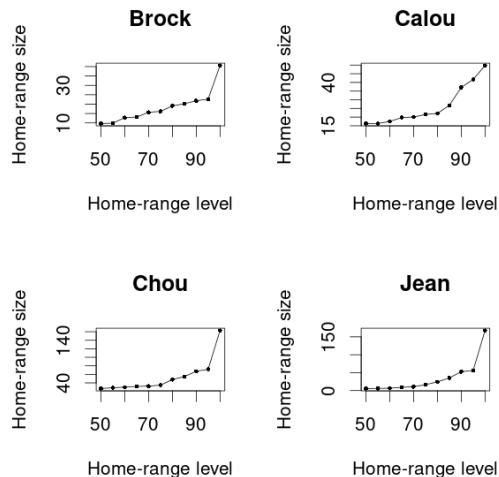 Brock
Home-range size
10 30
50 70 90
Home-range level
Calou
Home-range size
15 40
50 70 90
Home-range level
Chou
Home-range size
40 140
50 70 90
Home-range level
Jean
Home-range size
0 150
50 70 90
Home-range level